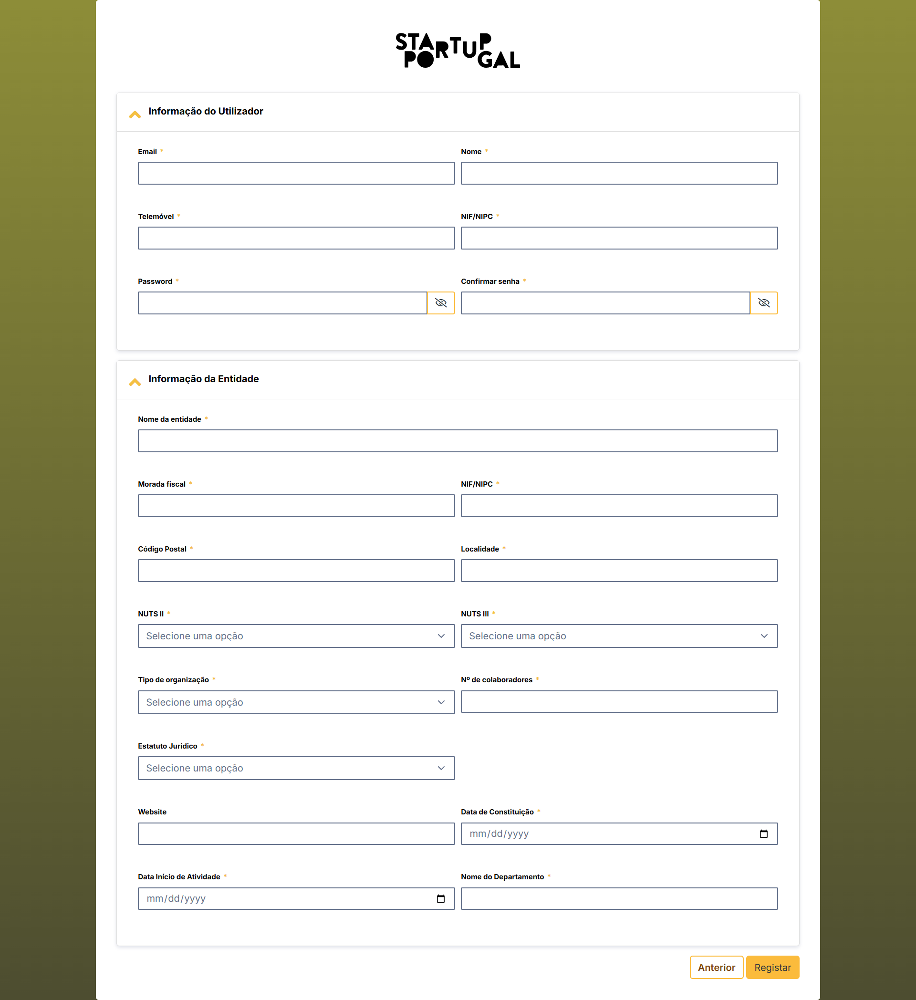 STARTUP
PORTUGAL
Informação do Utilizador
Email *
Nome *
Telemóvel *
NIF/NIPC *
Password *
Confirmar senha *
Informação da Entidade
Nome da entidade *
Morada fiscal *
NIF/NIPC *
Código Postal *
Localidade *
NUTS II *
NUTS III *
Selecione uma opção
Selecione uma opção
Tipo de organização *
Nº de colaboradores *
Selecione uma opção
Estatuto Jurídico *
Selecione uma opção
Website
Data de Constituição *
mm/dd/yyyy
Data Início de Atividade *
Nome do Departamento *
mm/dd/yyyy
Anterior
Registar